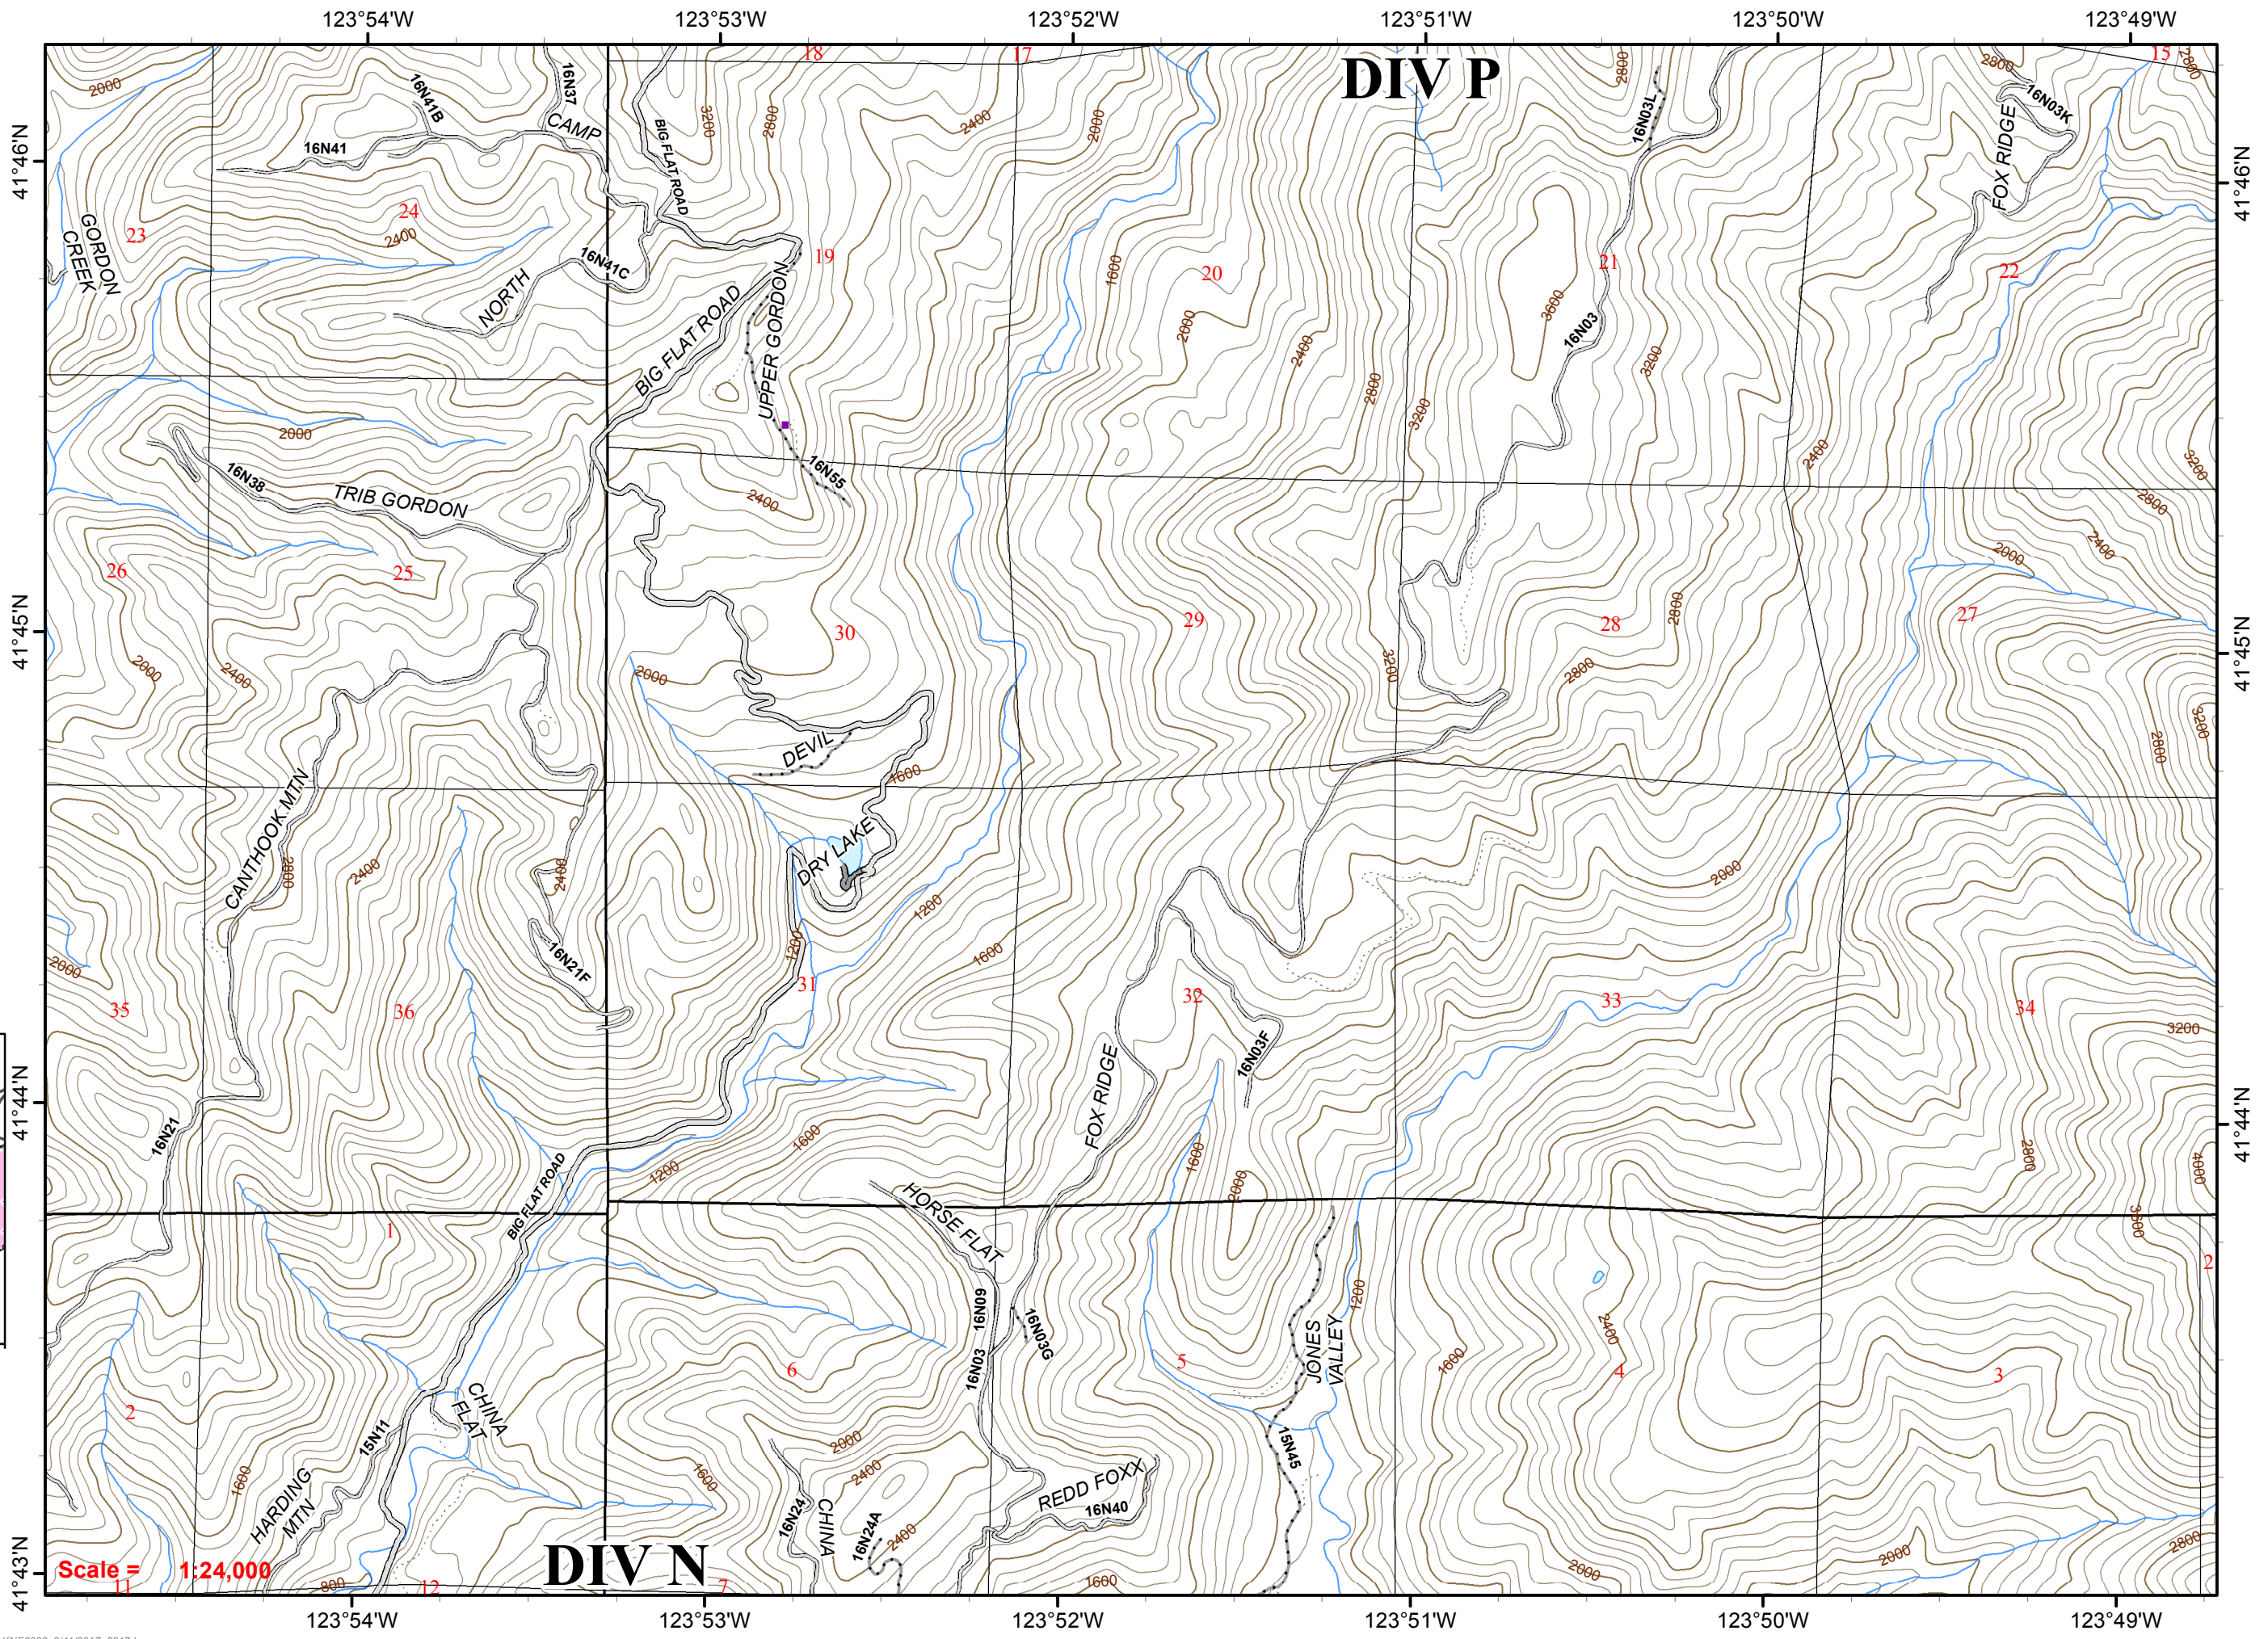 123°54'W 123°53'W 123°52'W 123°51'W 123°50'W 123°49'W
18 17 15
DIV P
2000 3200 2800 2400 2000 2800 2800 2800
16N41B 16N37 CAMP
16N41
BIG FLAT ROAD
16N03L
16N03K
FOX RIDGE
41°46'N
41°46'N
GORDON
CREEK
23 24 19 20 21 22
2400
16N41C
NORTH
BIG FLAT ROAD
UPPER GORDON
1600 2000 2400 2800 3200 3600 3200
16N03
2000
16N38
TRIB GORDON
16N55
2400
2400 3200 2800 2400 2000
26 25 30 29 28 27
41°45'N
41°45'N
2000 2400 2000 3200 2800 2800 2800 3200
DEVIL
1600
CANTHOOK MTN
2800 2400 2400
DRY LAKE
1200 1200 1600 2000
16N21F
2000
35 36 31 32 33 34
3200
16N03F
FOX RIDGE
41°44'N
41°44'N
16N21
1600 1200 1600 2000 2800 4000 3600
BIG FLAT ROAD
HORSE FLAT
1 2
16N09
16N03G
16N03
JONES
VALLEY
1200 1600 2400
6 5 4 3
2
CHINA
FLAT
15N11
HARDING
MTN
1600 1600 2000 2400 2400
16N24
CHINA
16N24A
REDD FOXX
16N40
15N45
2000 2000 2800
41°43'N
41°43'N
Scale = 1:24,000
DIV N
11 800 12 7 1600
123°54'W 123°53'W 123°52'W 123°51'W 123°50'W 123°49'W